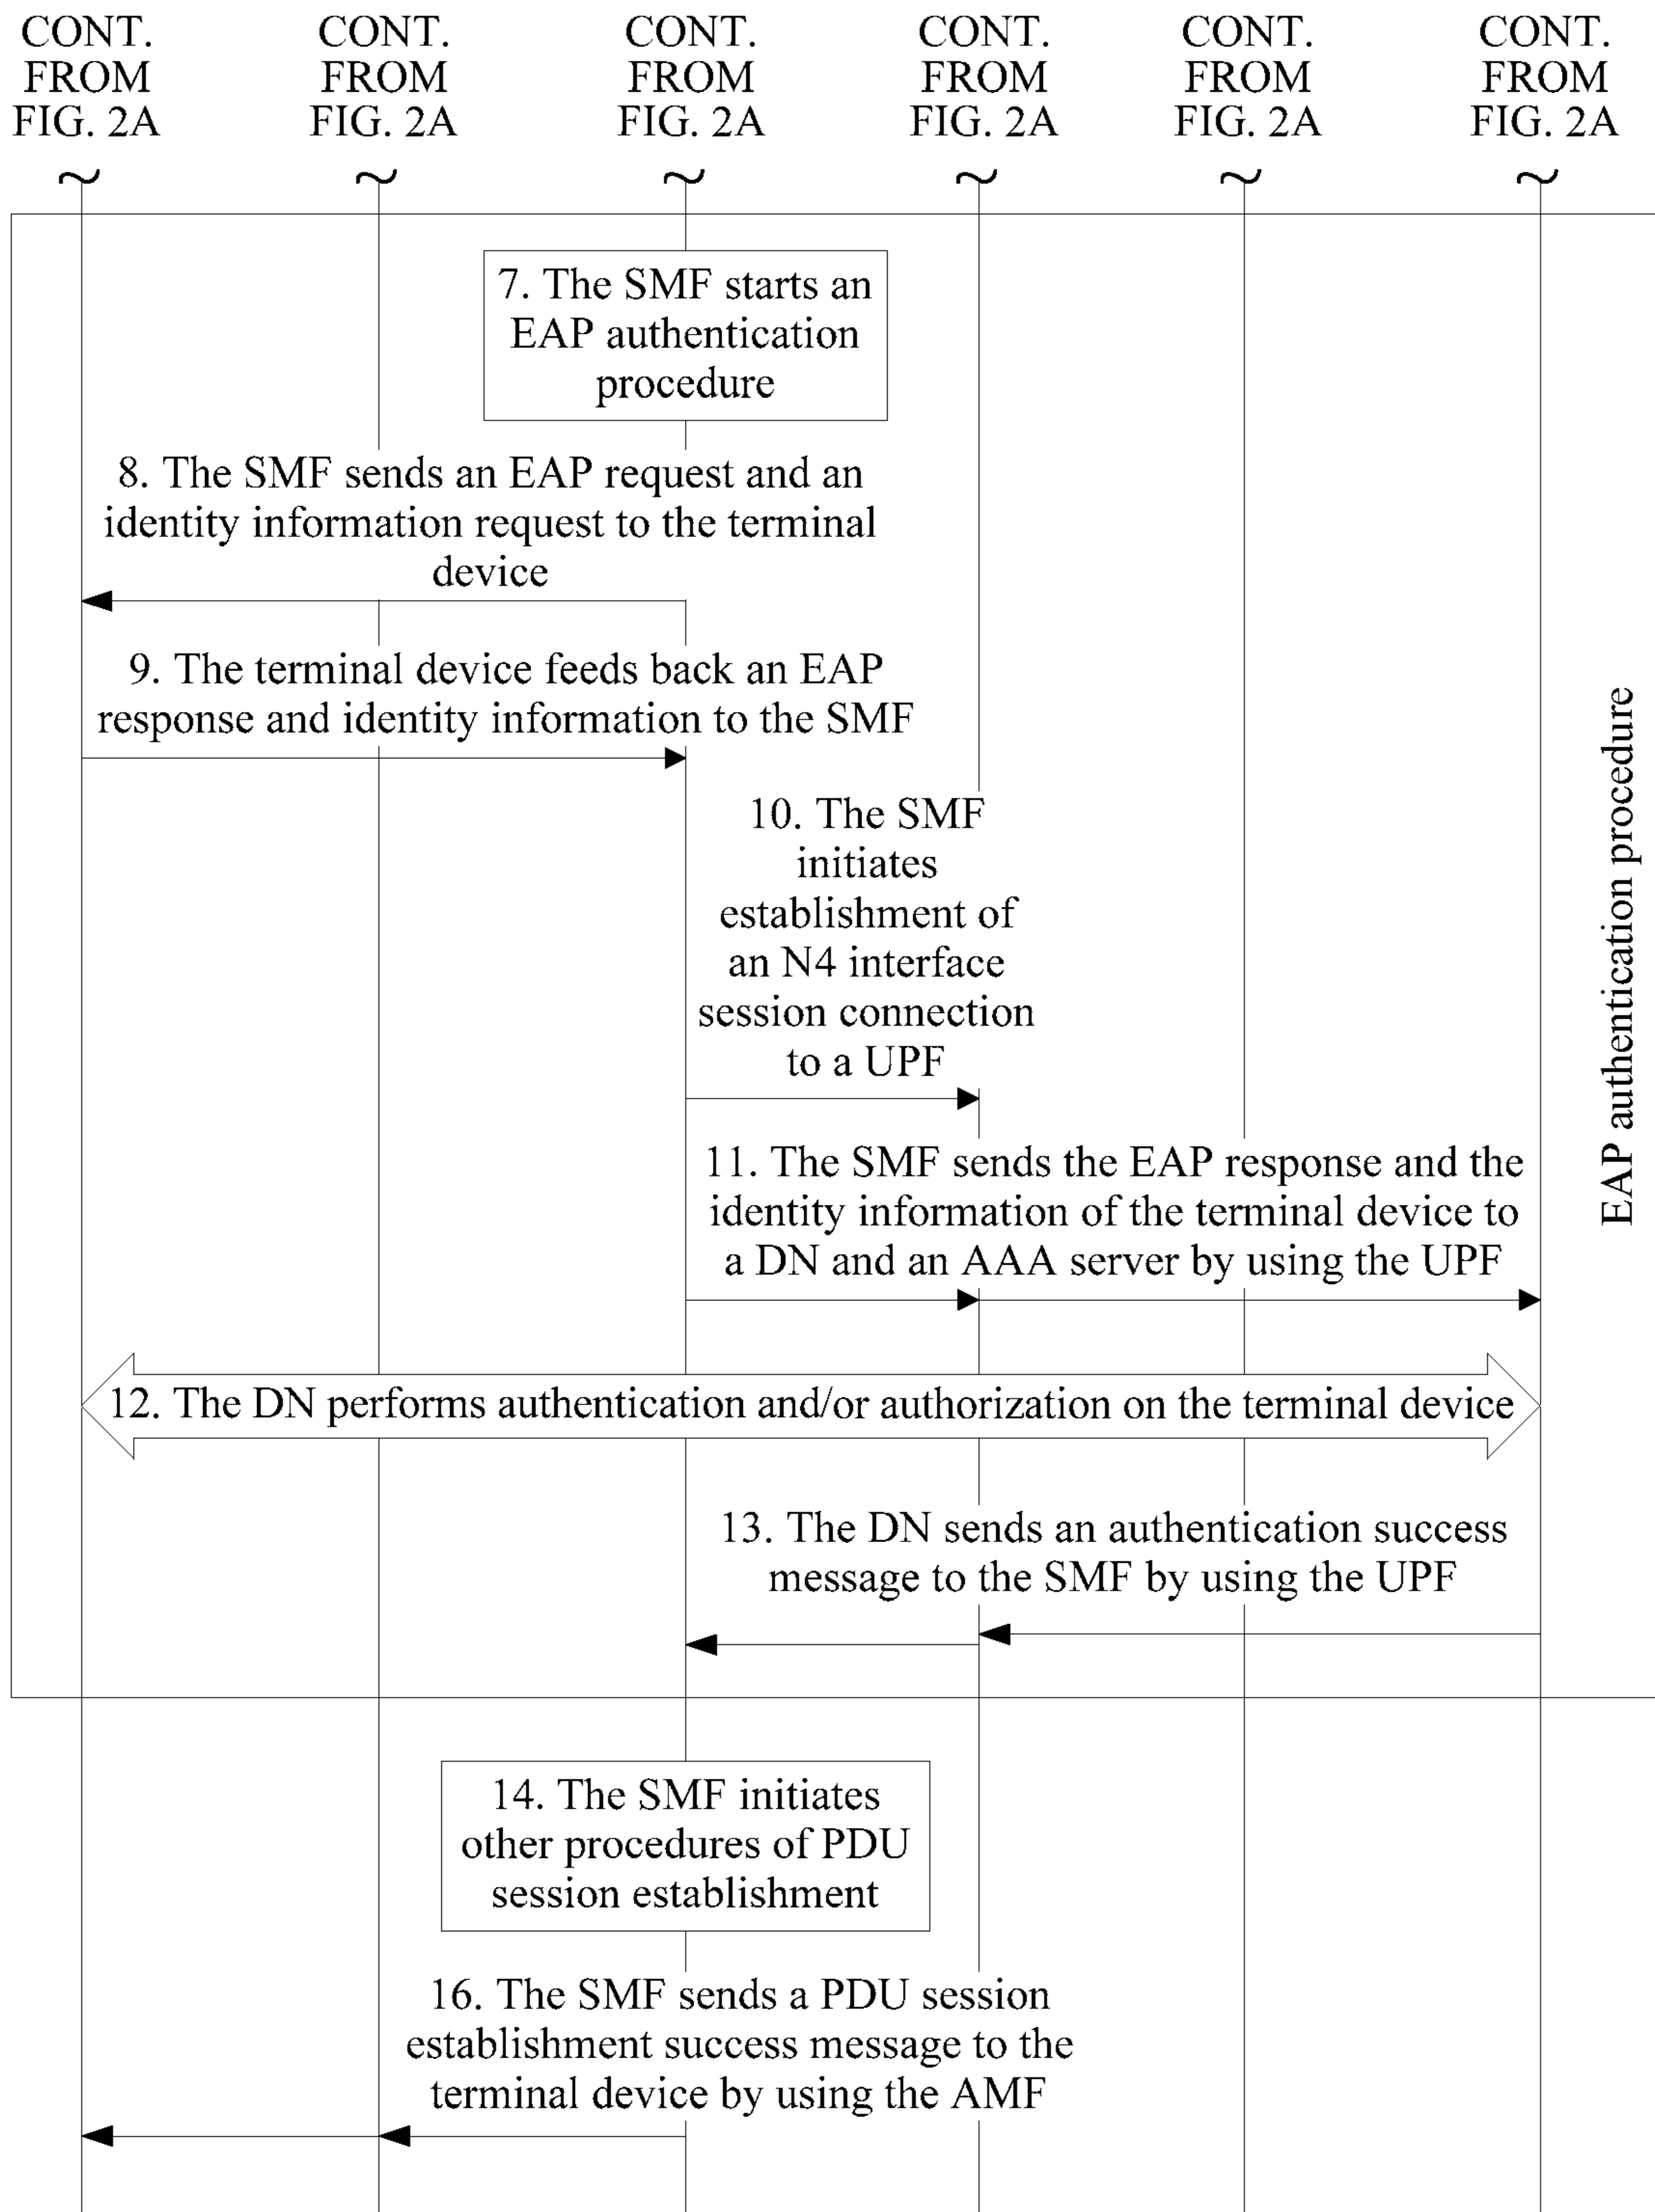 CONT. FROM FIG. 2A
CONT. FROM FIG. 2A
CONT. FROM FIG. 2A
CONT. FROM FIG. 2A
CONT. FROM FIG. 2A
CONT. FROM FIG. 2A
7. The SMF starts an
EAP authentication
procedure
8. The SMF sends an EAP request and an
identity information request to the terminal
device
9. The terminal device feeds back an EAP
response and identity information to the SMF
10. The SMF
initiates
establishment of
an N4 interface
session connection
to a UPF
11. The SMF sends the EAP response and the
identity information of the terminal device to
a DN and an AAA server by using the UPF
12. The DN performs authentication and/or authorization on the terminal device
13. The DN sends an authentication success
message to the SMF by using the UPF
EAP authentication procedure
14. The SMF initiates
other procedures of PDU
session establishment
16. The SMF sends a PDU session
establishment success message to the
terminal device by using the AMF